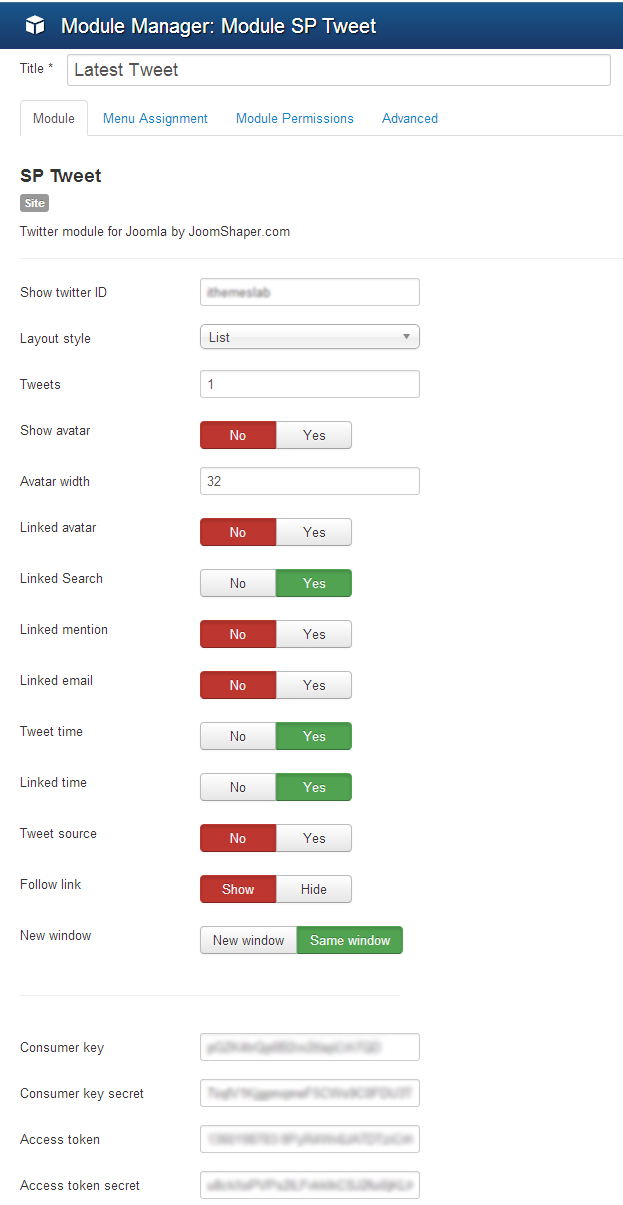 Module Manager: Module SP Tweet
Title * Latest Tweet
Module Menu Assignment Module Permissions Advanced
SP Tweet
Site
Twitter module for Joomla by JoomShaper.com
Show twitter ID ithemeslab
Layout style List
Tweets 1
Show avatar No Yes
Avatar width 32
Linked avatar No Yes
Linked Search No Yes
Linked mention No Yes
Linked email No Yes
Tweet time No Yes
Linked time No Yes
Tweet source No Yes
Follow link Show Hide
New window New window Same window
Consumer key
Consumer key secret
Access token
Access token secret